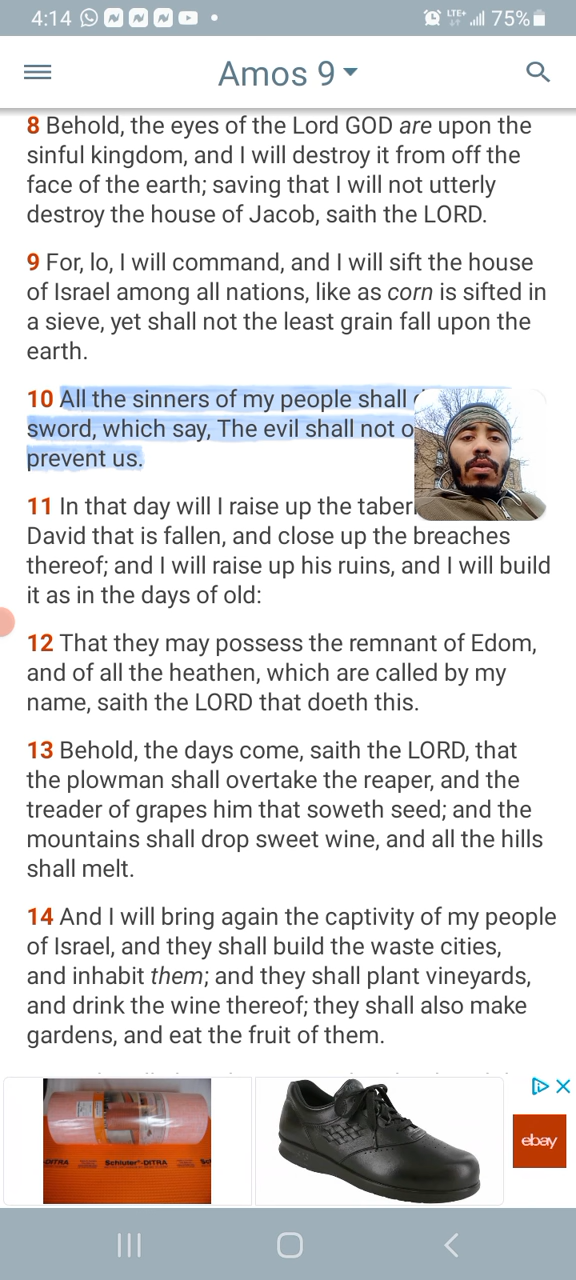 4:14
LTE+ 75%
Amos 9
8 Behold, the eyes of the Lord GOD are upon the
sinful kingdom, and I will destroy it from off the
face of the earth; saving that I will not utterly
destroy the house of Jacob, saith the LORD.
9 For, lo, I will command, and I will sift the house
of Israel among all nations, like as corn is sifted in
a sieve, yet shall not the least grain fall upon the
earth.
10 All the sinners of my people shall
sword, which say, The evil shall not
prevent us.
11 In that day will I raise up the
David that is fallen, and close up the breaches
thereof; and I will raise up his ruins, and I will build
it as in the days of old:
12 That they may possess the remnant of Edom,
and of all the heathen, which are called by my
name, saith the LORD that doeth this.
13 Behold, the days come, saith the LORD, that
the plowman shall overtake the reaper, and the
treader of grapes him that soweth seed; and the
mountains shall drop sweet wine, and all the hills
shall melt.
14 And I will bring again the captivity of my people
of Israel, and they shall build the waste cities,
and inhabit them; and they shall plant vineyards,
and drink the wine thereof; they shall also make
gardens, and eat the fruit of them.
Schluter®-DITRA
ebay